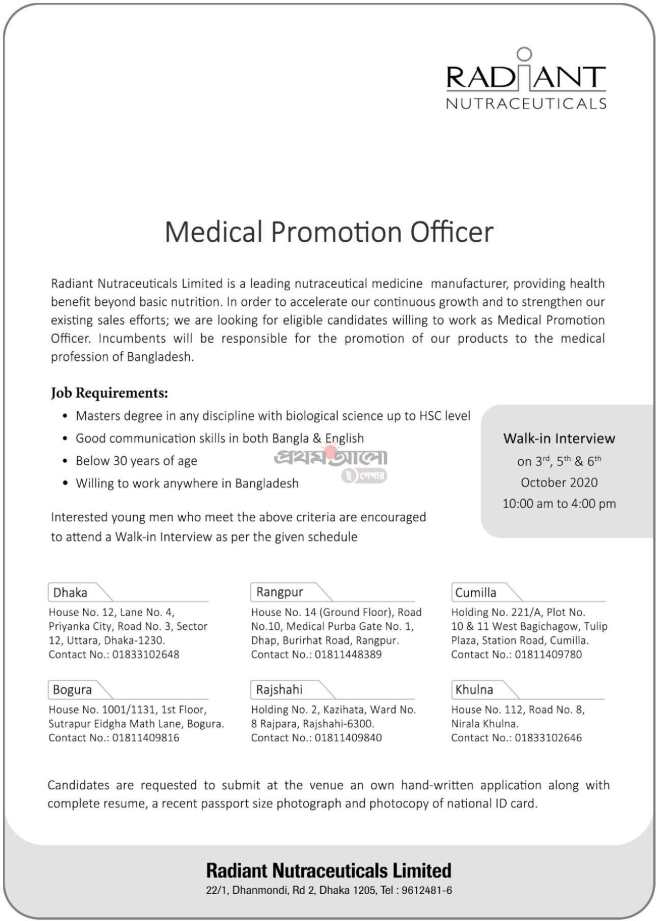 RADIANT
NUTRACEUTICALS
Medical Promotion Officer
Radiant Nutraceuticals Limited is a leading nutraceutical medicine manufacturer, providing health
benefit beyond basic nutrition. In order to accelerate our continuous growth and to strengthen our
existing sales efforts; we are looking for eligible candidates willing to work as Medical Promotion
Officer. Incumbents will be responsible for the promotion of our products to the medical
profession of Bangladesh.
Job Requirements:
• Masters degree in any discipline with biological science up to HSC level
• Good communication skills in both Bangla & English
• Below 30 years of age
• Willing to work anywhere in Bangladesh
প্রথম আলো
ই পেপার
Interested young men who meet the above criteria are encouraged
to attend a Walk-in Interview as per the given schedule
Walk-in Interview
on 3rd, 5th & 6th
October 2020
10:00 am to 4:00 pm
Dhaka
House No. 12, Lane No. 4,
Priyanka City, Road No. 3, Sector
12, Uttara, Dhaka-1230.
Contact No.: 01833102648
Rangpur
House No. 14 (Ground Floor), Road
No.10, Medical Purba Gate No. 1,
Dhap, Burirhat Road, Rangpur.
Contact No.: 01811448389
Cumilla
Holding No. 221/A, Plot No.
10 & 11 West Bagichagow, Tulip
Plaza, Station Road, Cumilla.
Contact No.: 01811409780
Bogura
House No. 1001/1131, 1st Floor,
Sutrapur Eidgha Math Lane, Bogura.
Contact No.: 01811409816
Rajshahi
Holding No. 2, Kazihata, Ward No.
8 Rajpara, Rajshahi-6300.
Contact No.: 01811409840
Khulna
House No. 112, Road No. 8,
Nirala Khulna.
Contact No.: 01833102646
Candidates are requested to submit at the venue an own hand-written application along with
complete resume, a recent passport size photograph and photocopy of national ID card.
Radiant Nutraceuticals Limited
22/1, Dhanmondi, Rd 2, Dhaka 1205, Tel : 9612481-6